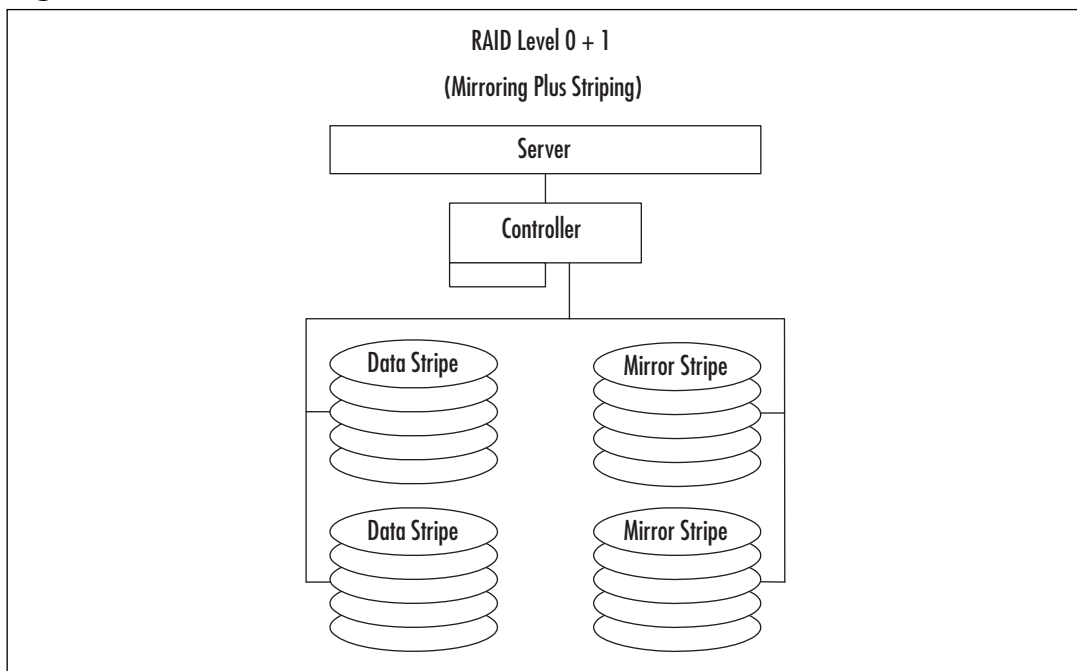 RAID Level 0 + 1
(Mirroring Plus Striping)
Server
Controller
Data Stripe
Mirror Stripe
Data Stripe
Mirror Stripe